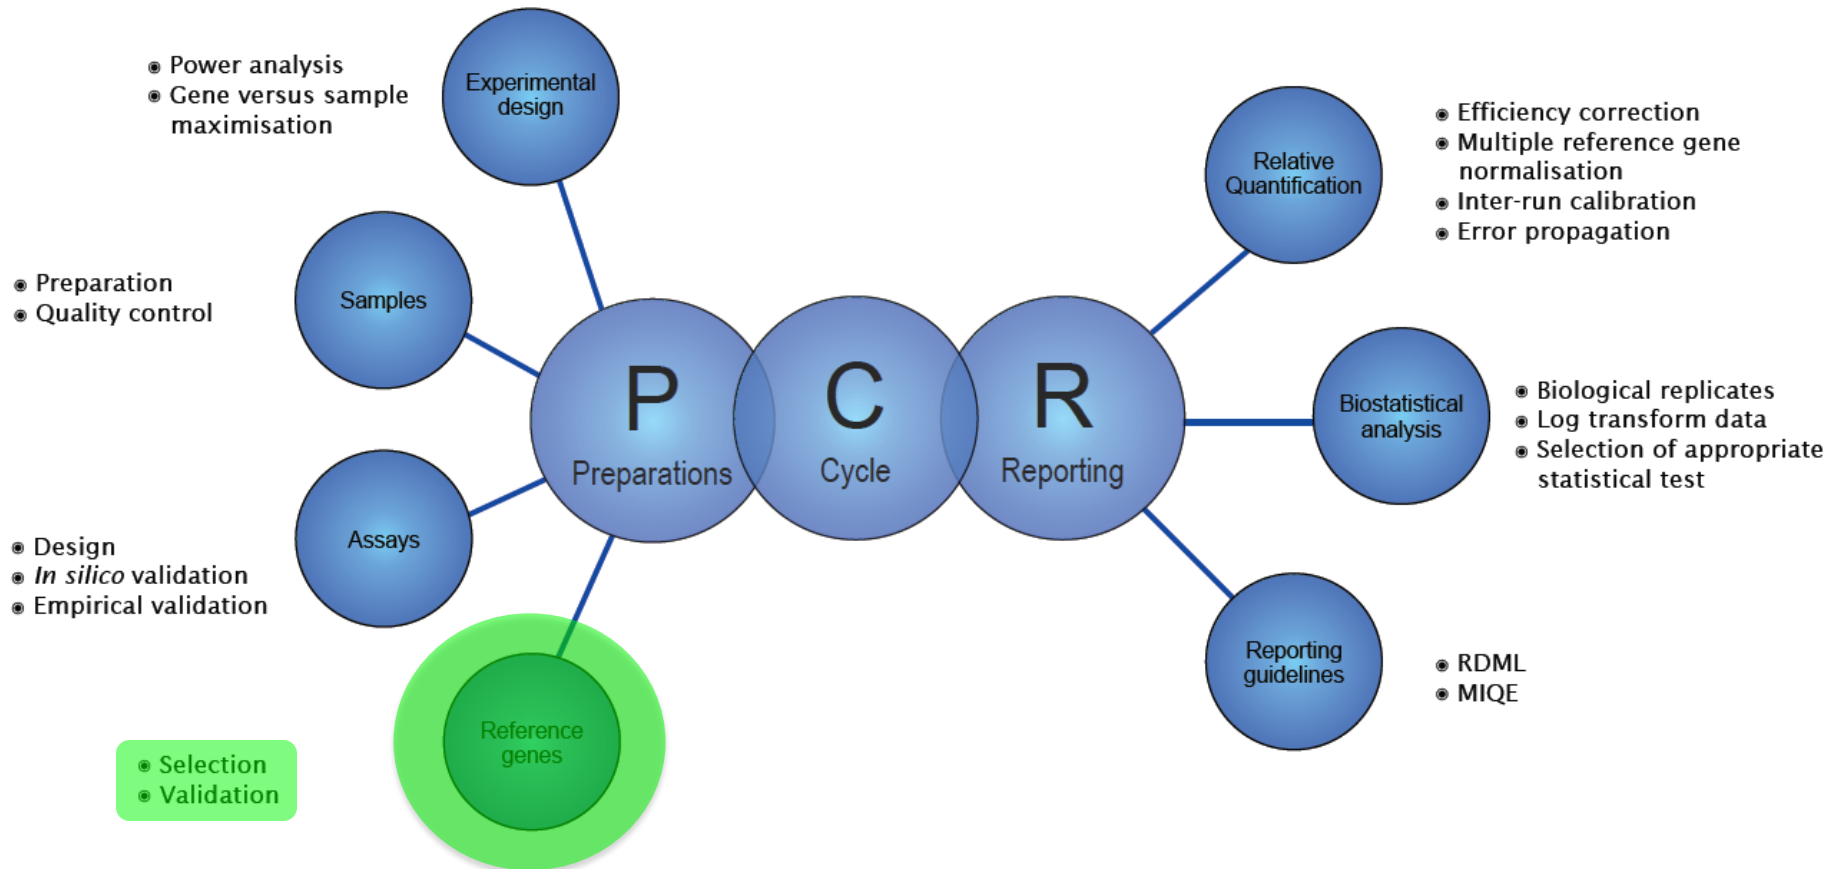 Experimental
design
◉ Power analysis
◉ Gene versus sample
maximisation
Samples
◉ Preparation
◉ Quality control
Assays
◉ Design
◉ In silico validation
◉ Empirical validation
Reference
genes
◉ Selection
◉ Validation
P
Preparations
C
Cycle
R
Reporting
Relative
Quantification
◉ Efficiency correction
◉ Multiple reference gene
normalisation
◉ Inter-run calibration
◉ Error propagation
Biostatistical
analysis
◉ Biological replicates
◉ Log transform data
◉ Selection of appropriate
statistical test
Reporting
guidelines
◉ RDML
◉ MIQE